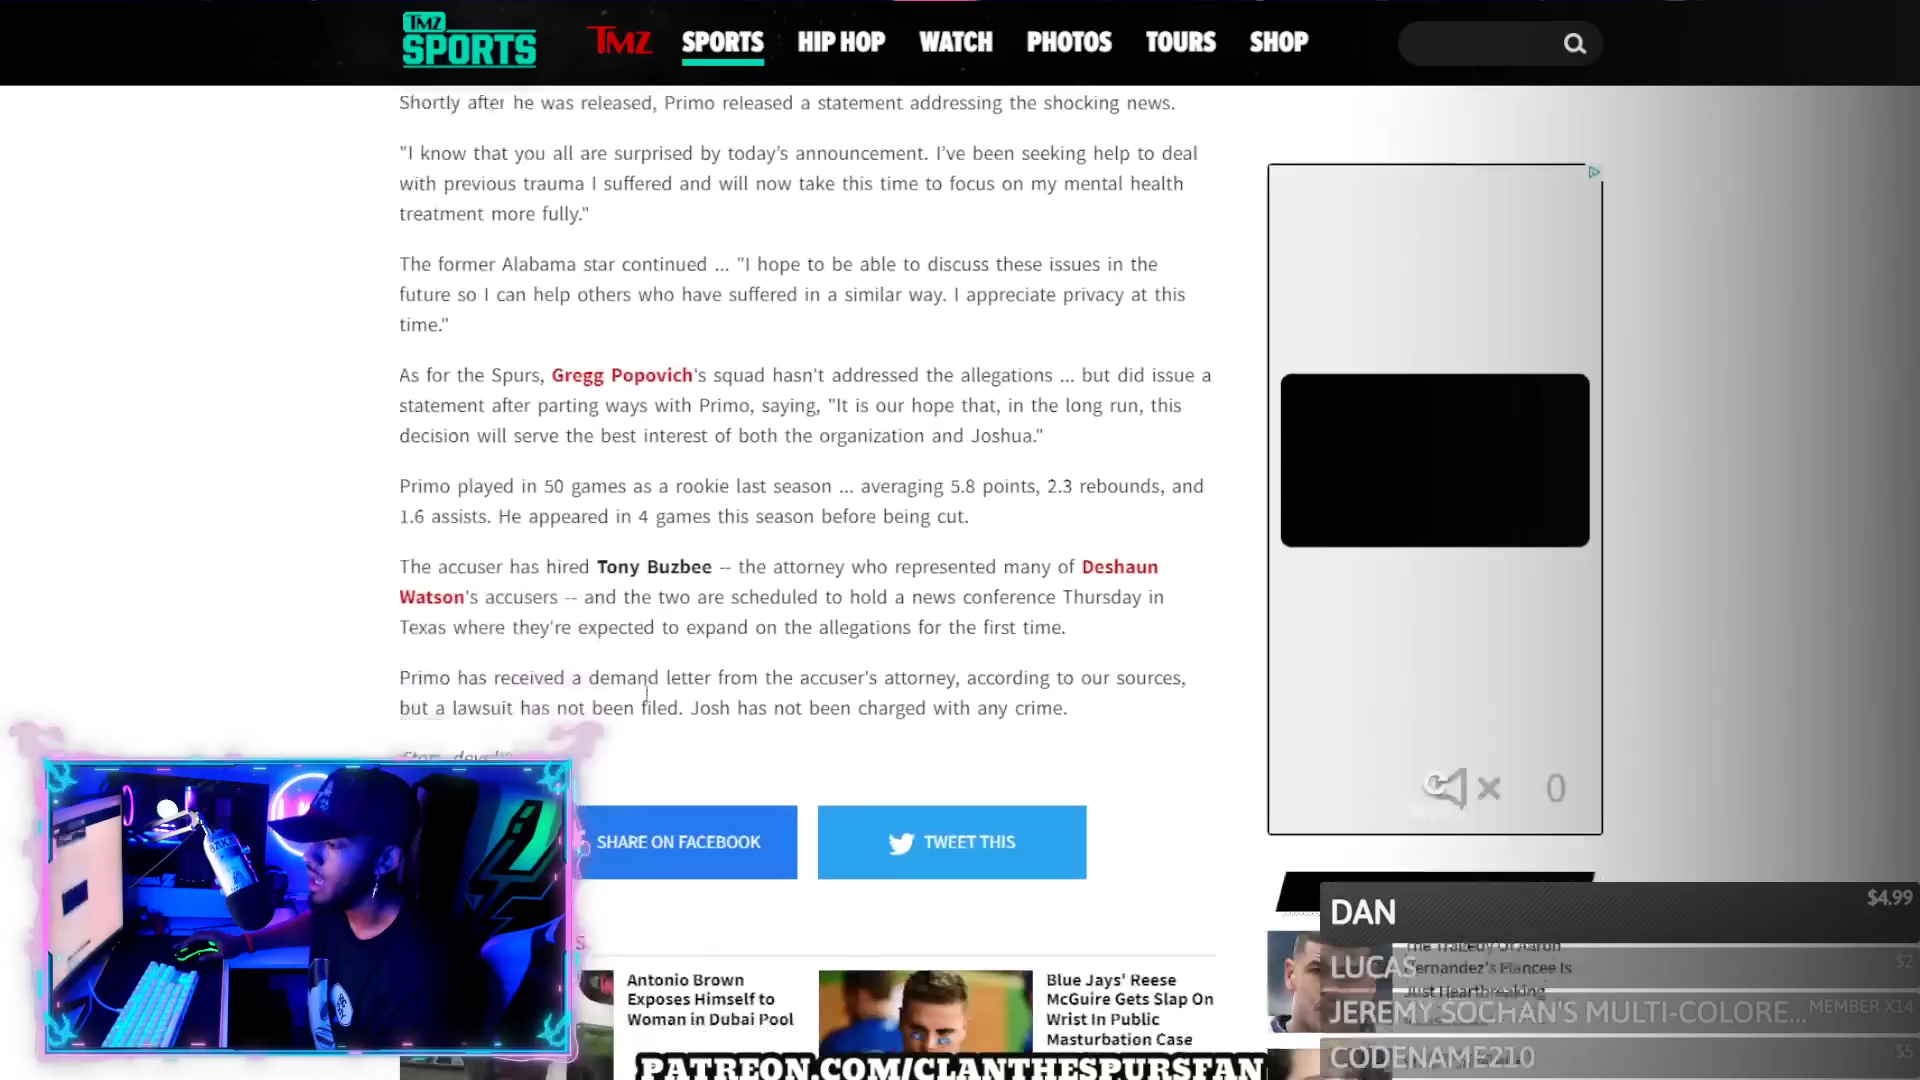 TMZ
SPORTS
TMZ SPORTS HIP HOP WATCH PHOTOS TOURS SHOP
Shortly after he was released, Primo released a statement addressing the shocking news.
"I know that you all are surprised by today's announcement. I've been seeking help to deal
with previous trauma I suffered and will now take this time to focus on my mental health
treatment more fully."
The former Alabama star continued ... "I hope to be able to discuss these issues in the
future so I can help others who have suffered in a similar way. I appreciate privacy at this
time."
As for the Spurs, Gregg Popovich's squad hasn't addressed the allegations ... but did issue a
statement after parting ways with Primo, saying, "It is our hope that, in the long run, this
decision will serve the best interest of both the organization and Joshua."
Primo played in 50 games as a rookie last season ... averaging 5.8 points, 2.3 rebounds, and
1.6 assists. He appeared in 4 games this season before being cut.
The accuser has hired Tony Buzbee -- the attorney who represented many of Deshaun
Watson's accusers -- and the two are scheduled to hold a news conference Thursday in
Texas where they're expected to expand on the allegations for the first time.
Primo has received a demand letter from the accuser's attorney, according to our sources,
but a lawsuit has not been filed. Josh has not been charged with any crime.
0
SHARE ON FACEBOOK
TWEET THIS
Antonio Brown
Exposes Himself to
Woman in Dubai Pool
Blue Jays' Reese
McGuire Gets Slap On
Wrist In Public
Masturbation Case
DAN $4.99
The Tragedy Of Aaron
LUCAS $2
Hernandez's Fiancee Is
Just Heartbreaking
JEREMY SOCHAN'S MULTI-COLORE... MEMBER X14
CODENAME210 $5
PATREON.COM/CLANTHESPURSFAN